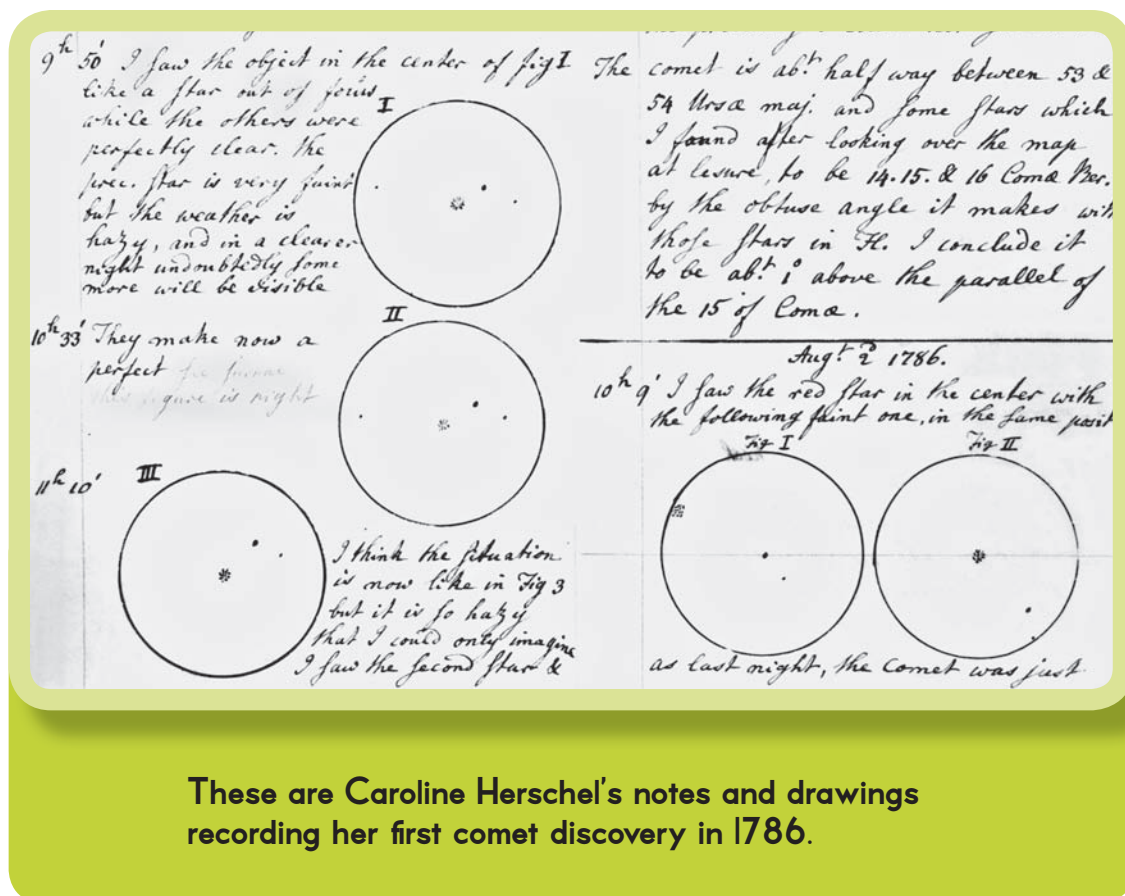 9h 50' I saw the object in the center of fig I
like a star out of focus
while the others were
perfectly clear. the
prec. star is very faint
but the weather is
hazy, and in a clearer
night undoubtedly some
more will be visible
I
II
10h 33' They make now a
perfect
this figure is night
III
11h 10'
I think the situation
is now like in Fig 3
but it is so hazy
that I could only imagine
I saw the second star &
The comet is abt. half way between 53 &
54 Ursæ maj. and some stars which
I found after looking over the map
at lesure, to be 14. 15. & 16 Comæ Ber.
by the obtuse angle it makes with
those stars in Fl. I conclude it
to be abt. 1° above the parallel of
the 15 of Comæ.
Augt. 2 1786.
10h 9' I saw the red star in the center with
the following faint one, in the same posit
Fig I
Fig II
as last night, the Comet was just
These are Caroline Herschel's notes and drawings
recording her first comet discovery in 1786.